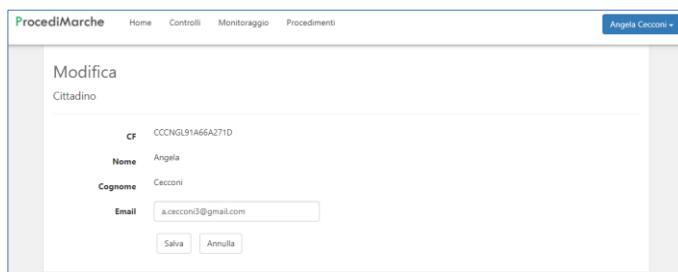 ProcediMarche Home Controlli Monitoraggio Procedimenti Angela Cecconi
Modifica
Cittadino
CF CCCNGL91A66A271D
Nome Angela
Cognome Cecconi
Email a.cecconi3@gmail.com
Salva Annulla